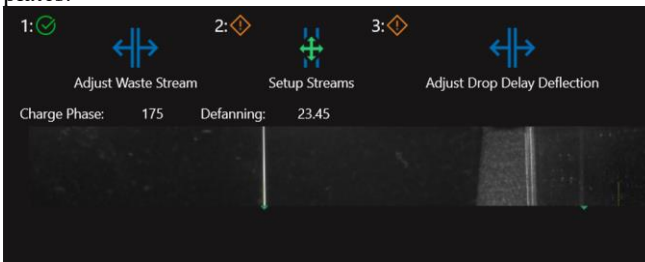 1: 2: 3:
Adjust Waste Stream Setup Streams Adjust Drop Delay Deflection
Charge Phase: 175 Defanning: 23.45